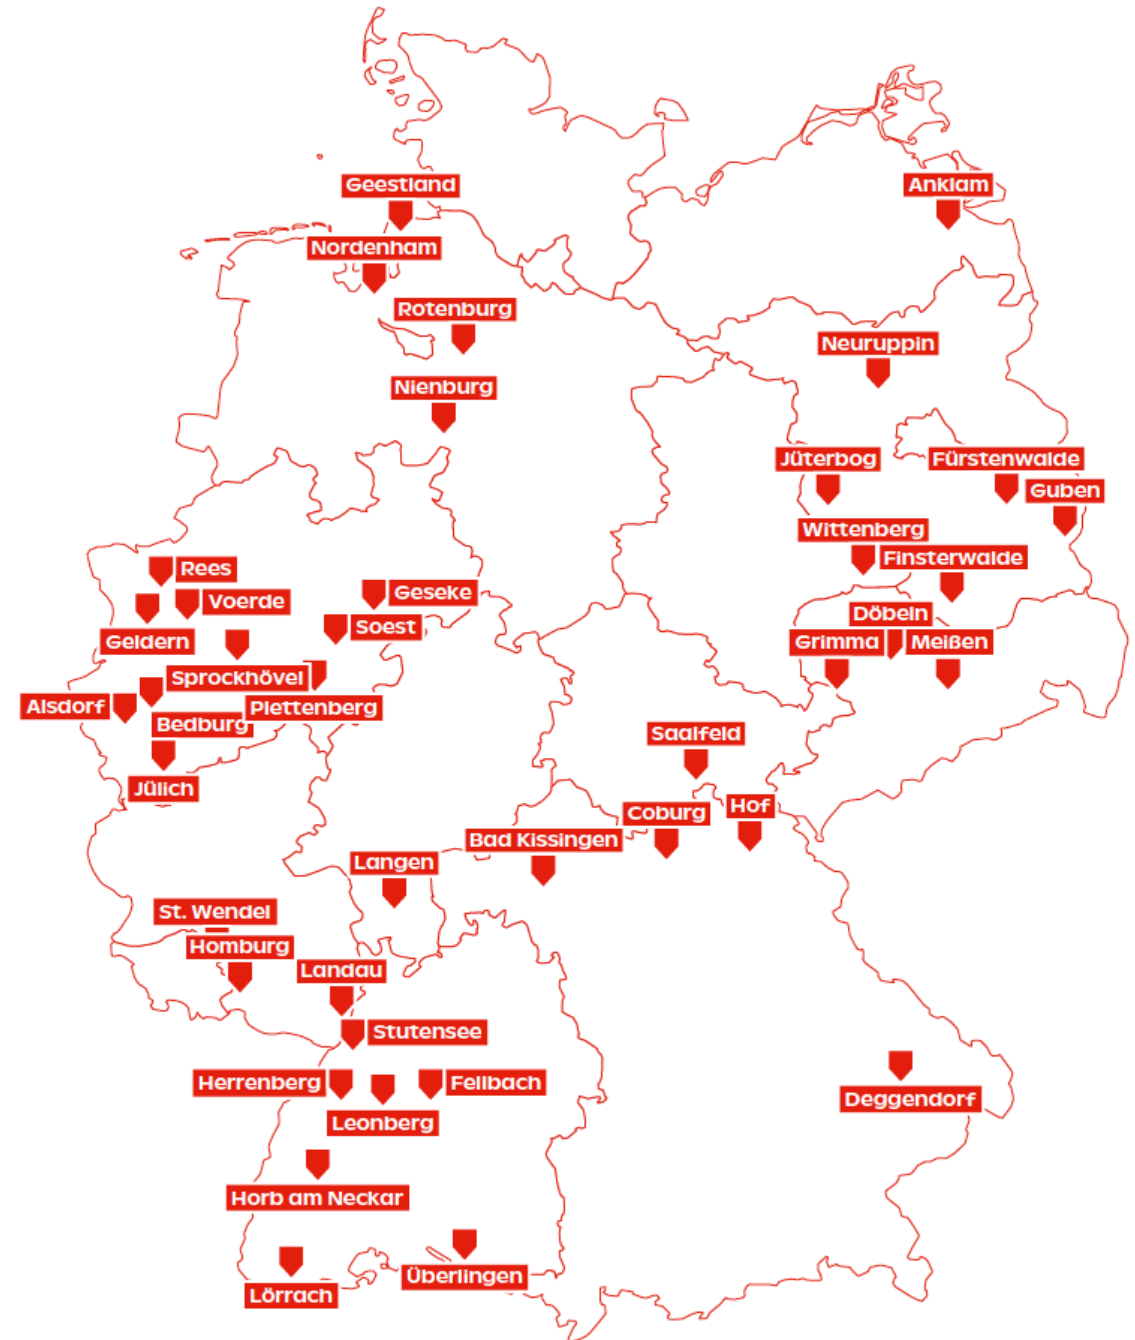 Geestland
Anklam
Nordenham
Rotenburg
Neuruppin
Nienburg
Jüterbog
Fürstenwalde
Guben
Wittenberg
Finsterwalde
Rees
Geseke
Voerde
Döbeln
Soest
Geldern
Grimma
Meißen
Sprockhövel
Alsdorf
Plettenberg
Bedburg
Saalfeld
Jülich
Hof
Coburg
Bad Kissingen
Langen
St. Wendel
Homburg
Landau
Stutensee
Herrenberg
Fellbach
Deggendorf
Leonberg
Horb am Neckar
Überlingen
Lörrach